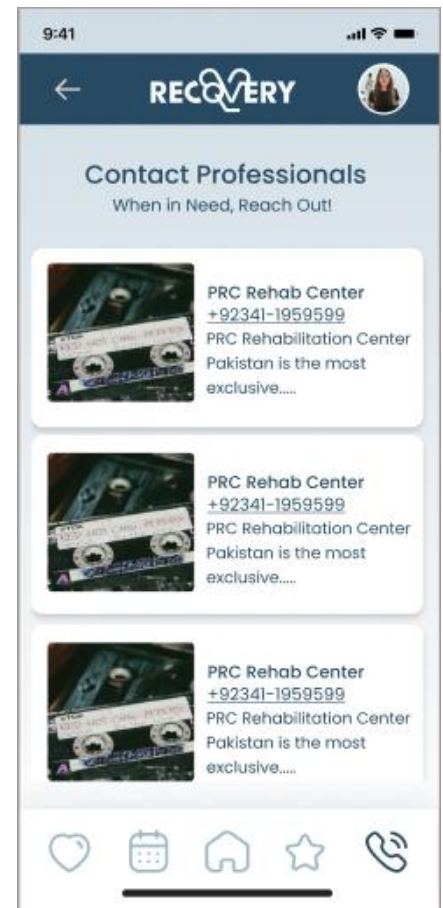 9:41
RECOVERY
Contact Professionals
When in Need, Reach Out!
PRC Rehab Center
+92341-1959599
PRC Rehabilitation Center
Pakistan is the most
exclusive.....
PRC Rehab Center
+92341-1959599
PRC Rehabilitation Center
Pakistan is the most
exclusive.....
PRC Rehab Center
+92341-1959599
PRC Rehabilitation Center
Pakistan is the most
exclusive.....